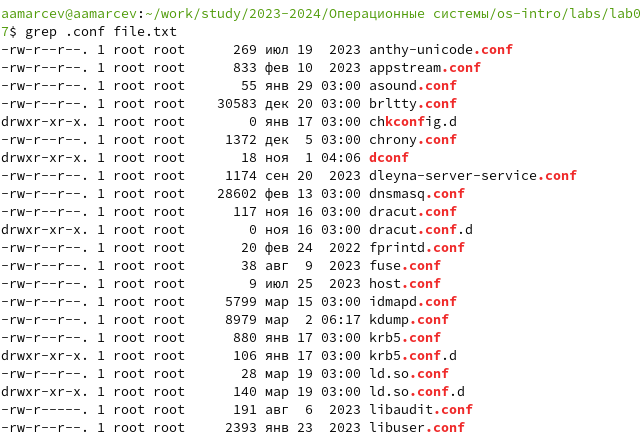 aamarcev@aamarcev:~/work/study/2023-2024/Операционные системы/os-intro/labs/lab0
7$ grep .conf file.txt
-rw-r--r--. 1 root root      269 июл 19  2023 anthy-unicode.conf
-rw-r--r--. 1 root root      833 фев 10  2023 appstream.conf
-rw-r--r--. 1 root root       55 янв 29 03:00 asound.conf
-rw-r--r--. 1 root root    30583 дек 20 03:00 brltty.conf
drwxr-xr-x. 1 root root        0 янв 17 03:00 chkconfig.d
-rw-r--r--. 1 root root     1372 дек  5 03:00 chrony.conf
drwxr-xr-x. 1 root root       18 ноя  1 04:06 dconf
-rw-r--r--. 1 root root     1174 сен 20  2023 dleyna-server-service.conf
-rw-r--r--. 1 root root    28602 фев 13 03:00 dnsmasq.conf
-rw-r--r--. 1 root root      117 ноя 16 03:00 dracut.conf
drwxr-xr-x. 1 root root        0 ноя 16 03:00 dracut.conf.d
-rw-r--r--. 1 root root       20 фев 24  2022 fprintd.conf
-rw-r--r--. 1 root root       38 авг  9  2023 fuse.conf
-rw-r--r--. 1 root root        9 июл 25  2023 host.conf
-rw-r--r--. 1 root root     5799 мар 15 03:00 idmapd.conf
-rw-r--r--. 1 root root     8979 мар  2 06:17 kdump.conf
-rw-r--r--. 1 root root      880 янв 17 03:00 krb5.conf
drwxr-xr-x. 1 root root      106 янв 17 03:00 krb5.conf.d
-rw-r--r--. 1 root root       28 мар 19 03:00 ld.so.conf
drwxr-xr-x. 1 root root      140 мар 19 03:00 ld.so.conf.d
-rw-r-----. 1 root root      191 авг  6  2023 libaudit.conf
-rw-r--r--. 1 root root     2393 янв 23  2023 libuser.conf